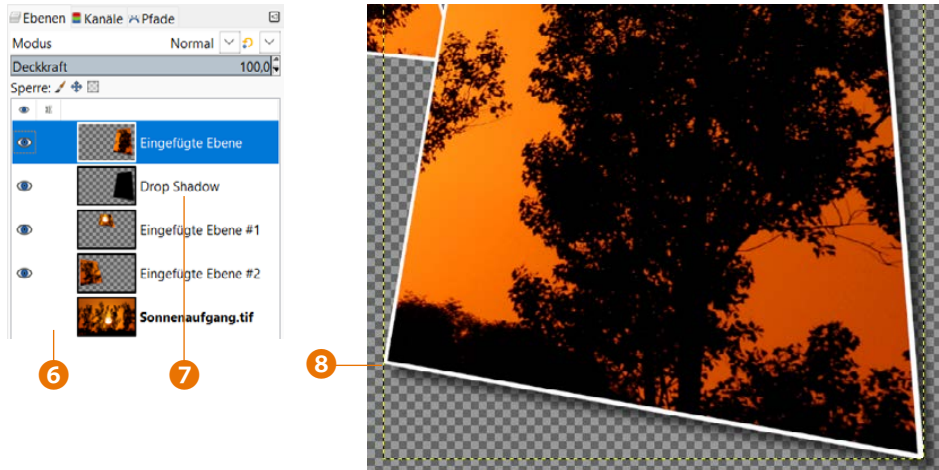 Ebenen Kanäle Pfade
Modus Normal
Deckkraft 100,0
Sperre:
Eingefügte Ebene
Drop Shadow
Eingefügte Ebene #1
Eingefügte Ebene #2
Sonnenaufgang.tif
6 7 8